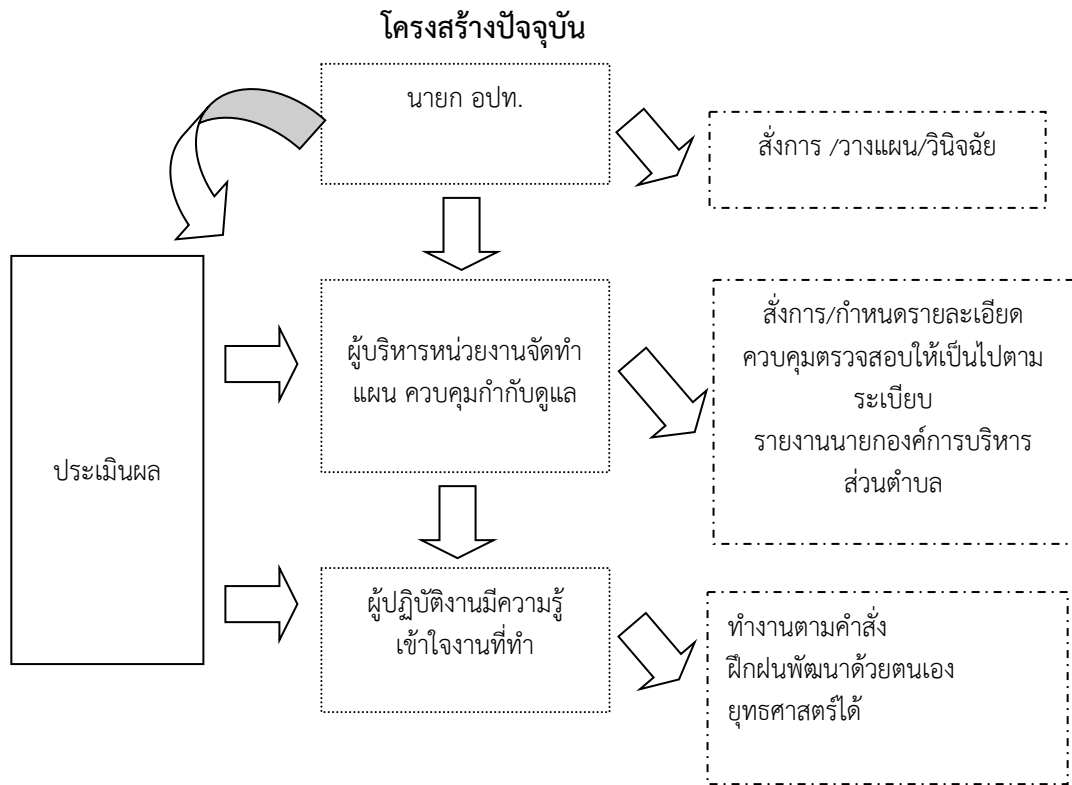 โครงสร้างปัจจุบัน
นายก อปท.
สั่งการ /วางแผน/วินิจฉัย
ผู้บริหารหน่วยงานจัดทำ
แผน ควบคุมกำกับดูแล
สั่งการ/กำหนดรายละเอียด
ควบคุมตรวจสอบให้เป็นไปตาม
ระเบียบ
รายงานนายกองค์การบริหาร
ส่วนตำบล
ประเมินผล
ผู้ปฏิบัติงานมีความรู้
เข้าใจงานที่ทำ
ทำงานตามคำสั่ง
ฝึกฝนพัฒนาด้วยตนเอง
ยุทธศาสตร์ได้